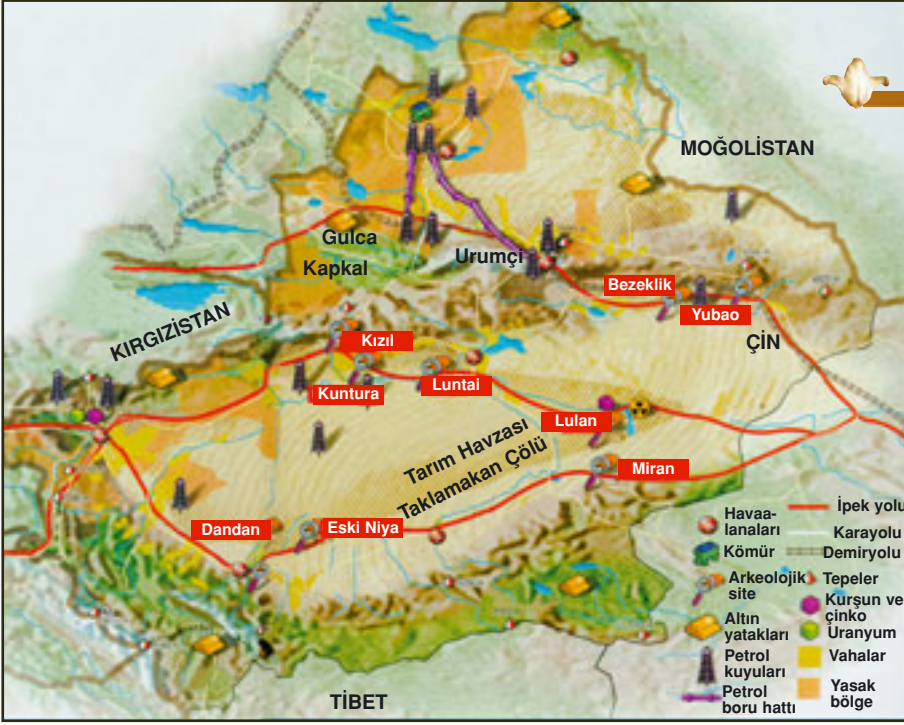 MOĞOLİSTAN
Gulca
Kapkal
Urumçi
Bezeklik
Yubao
ÇİN
KIRGIZİSTAN
Kızıl
Kuntura
Luntai
Lulan
Tarım Havzası
Taklamakan Çölü
Miran
Dandan
Eski Niya
TİBET
Havaa-
lanaları
Kömür
Arkeolojik
site
Altın
yatakları
Petrol
kuyuları
Petrol
boru hattı
İpek yolu
Karayolu
Demiryolu
Tepeler
Kurşun ve
çinko
Uranyum
Vahalar
Yasak
bölge